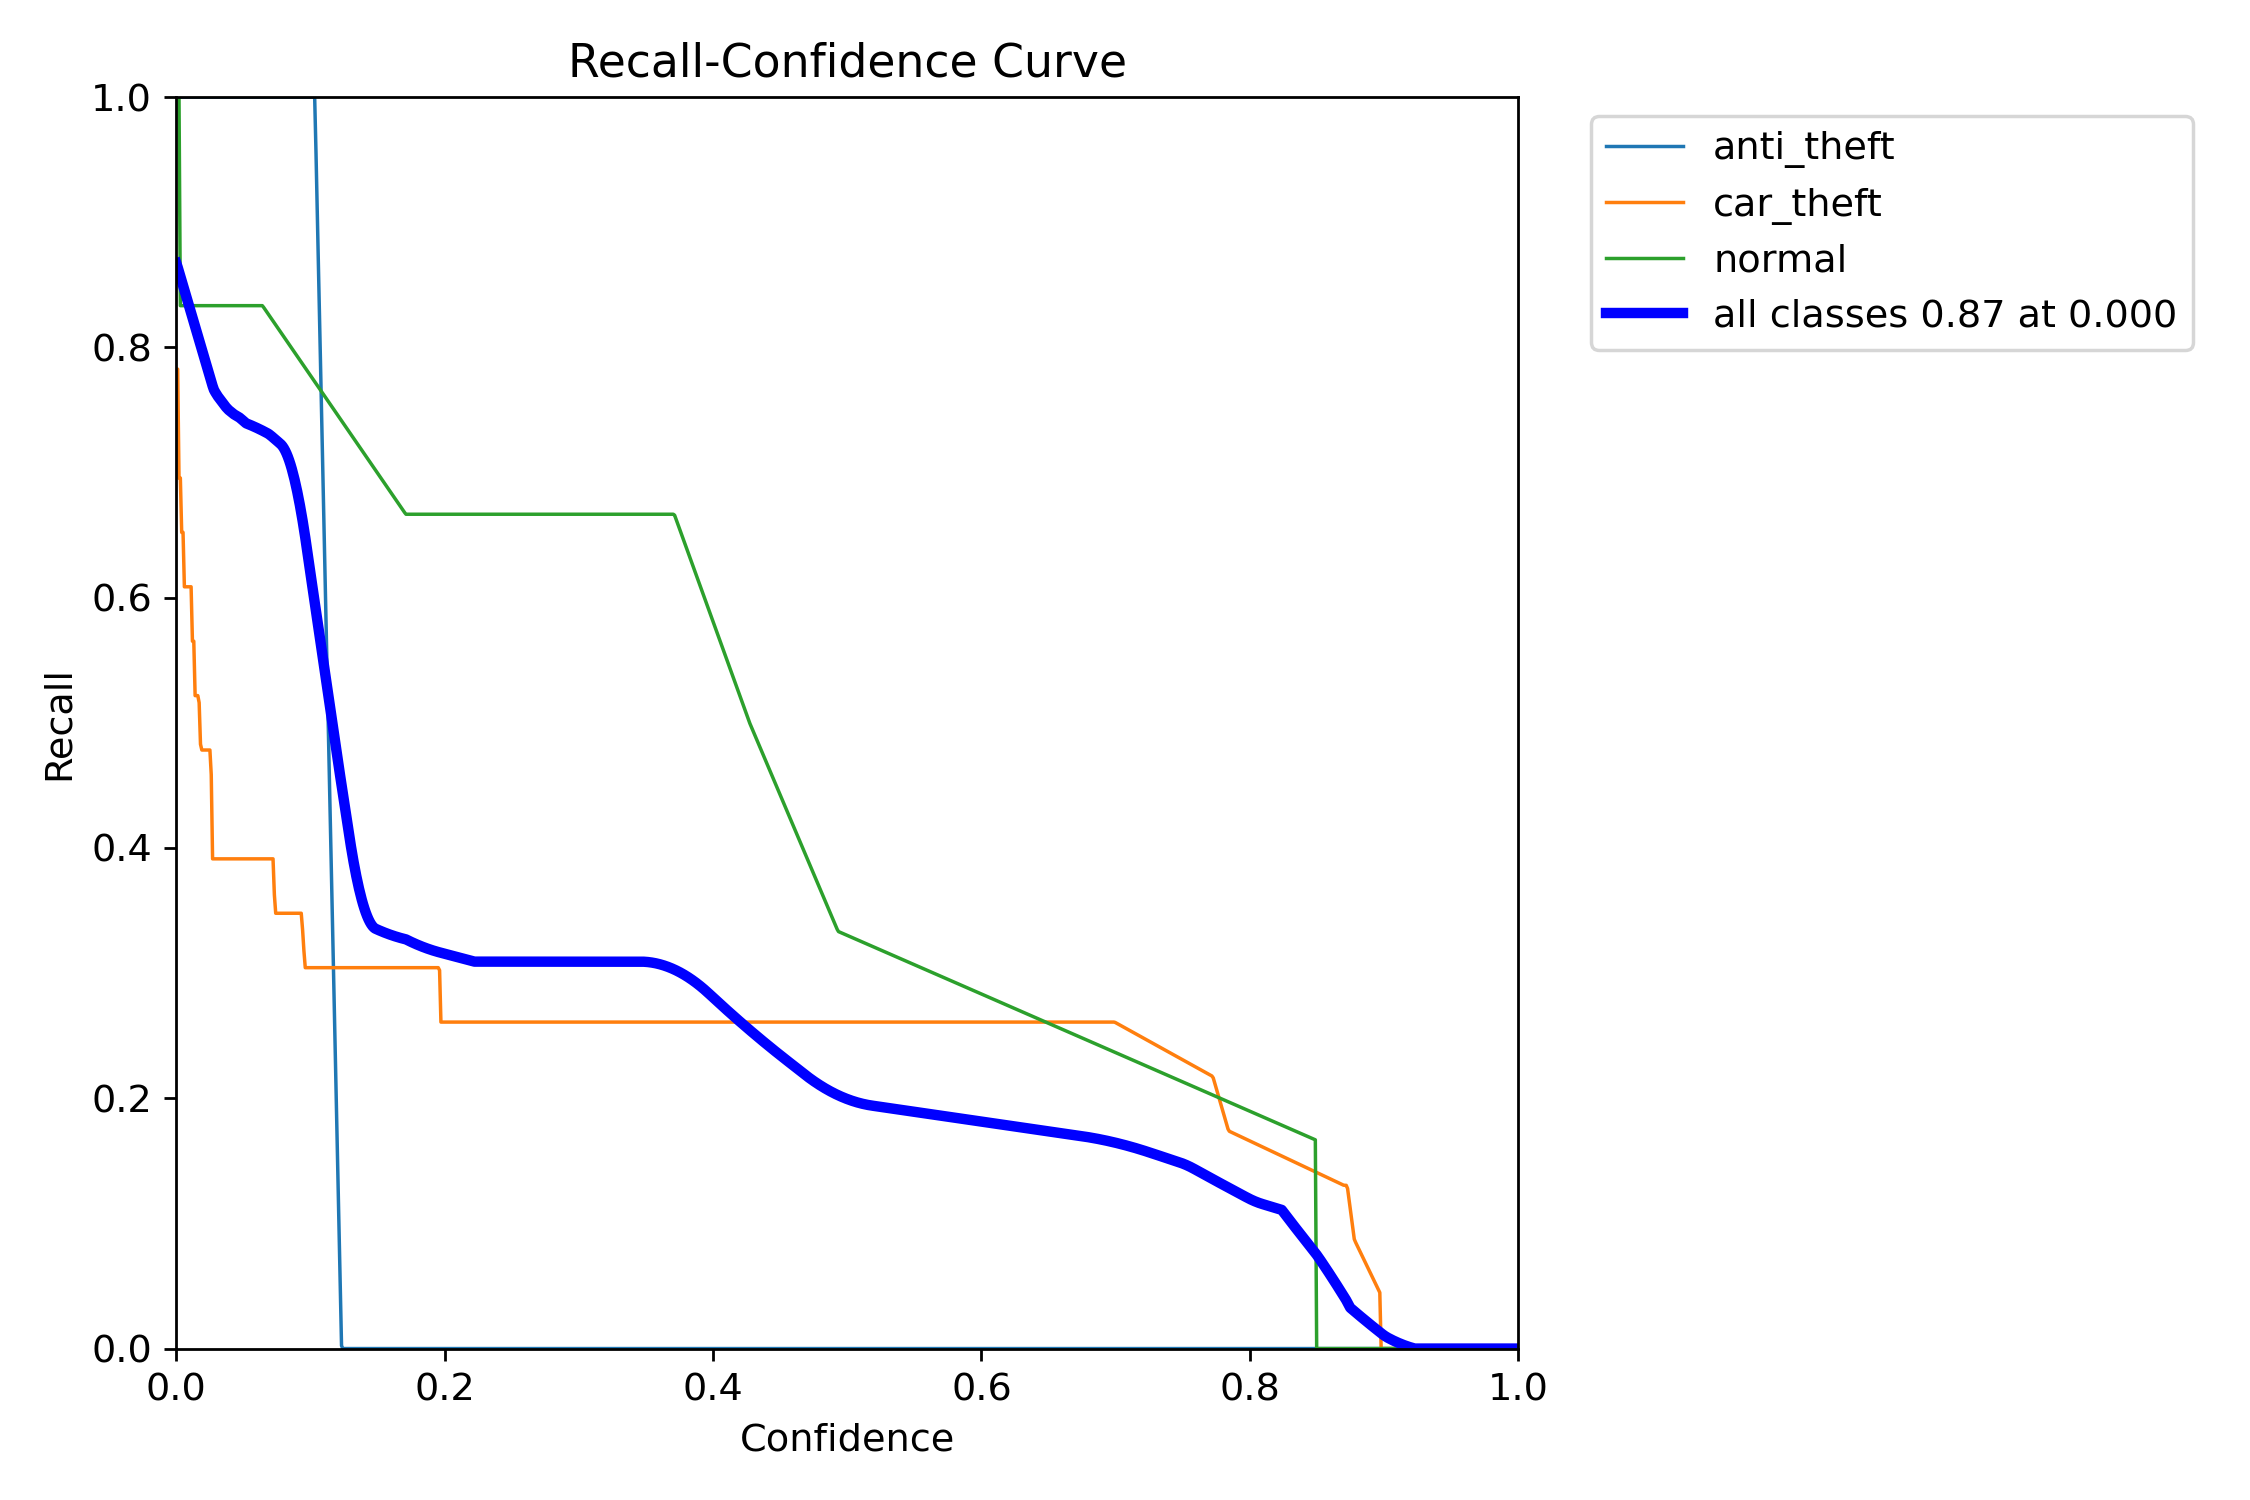 Recall-Confidence Curve
1.0
0.8
0.6
0.4
0.2
0.0
Recall
0.0 0.2 0.4 0.6 0.8 1.0
Confidence
anti_theft
car_theft
normal
all classes 0.87 at 0.000